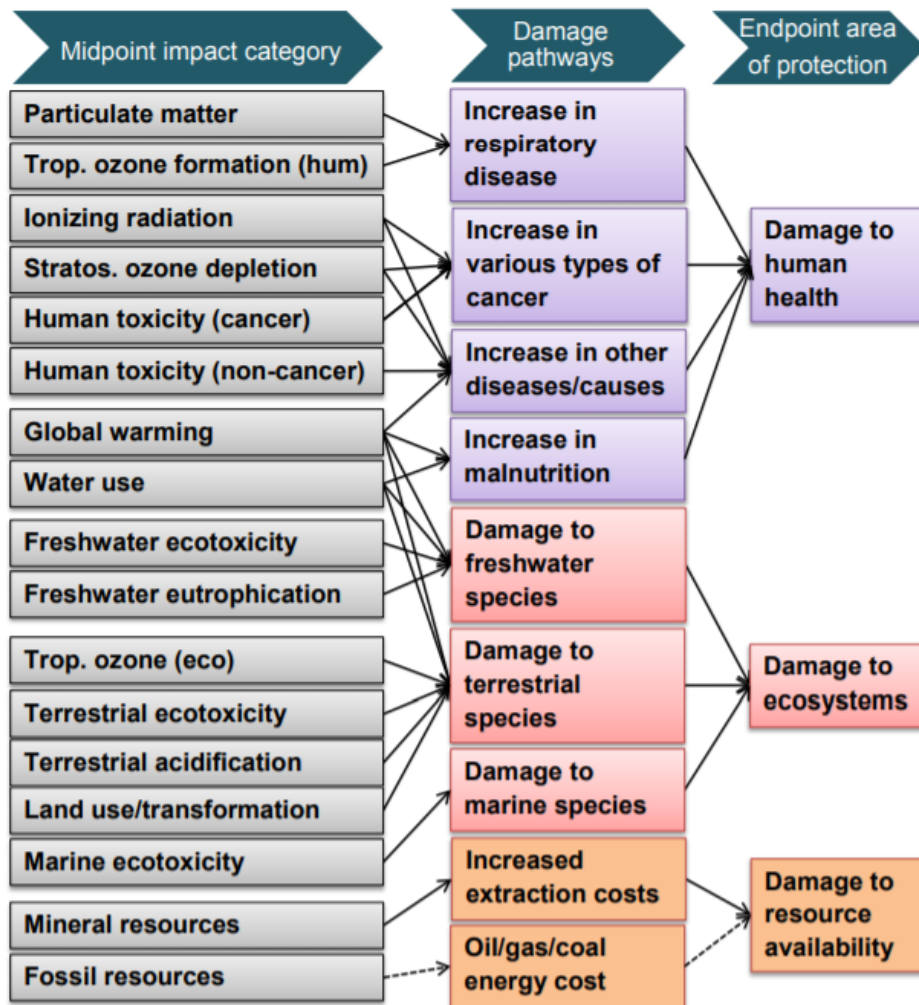 Midpoint impact category
Damage
pathways
Endpoint area
of protection
Particulate matter
Trop. ozone formation (hum)
Ionizing radiation
Stratos. ozone depletion
Human toxicity (cancer)
Human toxicity (non-cancer)
Global warming
Water use
Freshwater ecotoxicity
Freshwater eutrophication
Trop. ozone (eco)
Terrestrial ecotoxicity
Terrestrial acidification
Land use/transformation
Marine ecotoxicity
Mineral resources
Fossil resources
Increase in
respiratory
disease
Increase in
various types of
cancer
Increase in other
diseases/causes
Increase in
malnutrition
Damage to
freshwater
species
Damage to
terrestrial
species
Damage to
marine species
Increased
extraction costs
Oil/gas/coal
energy cost
Damage to
human
health
Damage to
ecosystems
Damage to
resource
availability